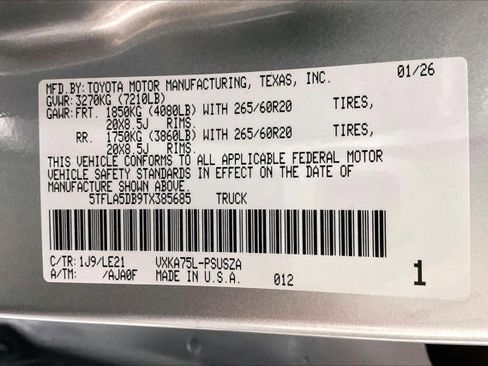 MFD.BY: TOYOTA MOTOR MANUFACTURING, TEXAS, INC. 01/26
GVWR: 3270KG (7210LB)
GAWR: FRT. 1850KG (4080LB) WITH 265/60R20 TIRES,
20X8.5J RIMS.
RR. 1750KG (3860LB) WITH 265/60R20 TIRES,
20X8.5J RIMS.
THIS VEHICLE CONFORMS TO ALL APPLICABLE FEDERAL MOTOR
VEHICLE SAFETY STANDARDS IN EFFECT ON THE DATE OF
MANUFACTURE SHOWN ABOVE.
5TFLA5DB9TX385685 TRUCK
C/TR: 1J9/LE21 VXKA75L-PSUSZA
A/TM: /AJA0F MADE IN U.S.A. 012 1